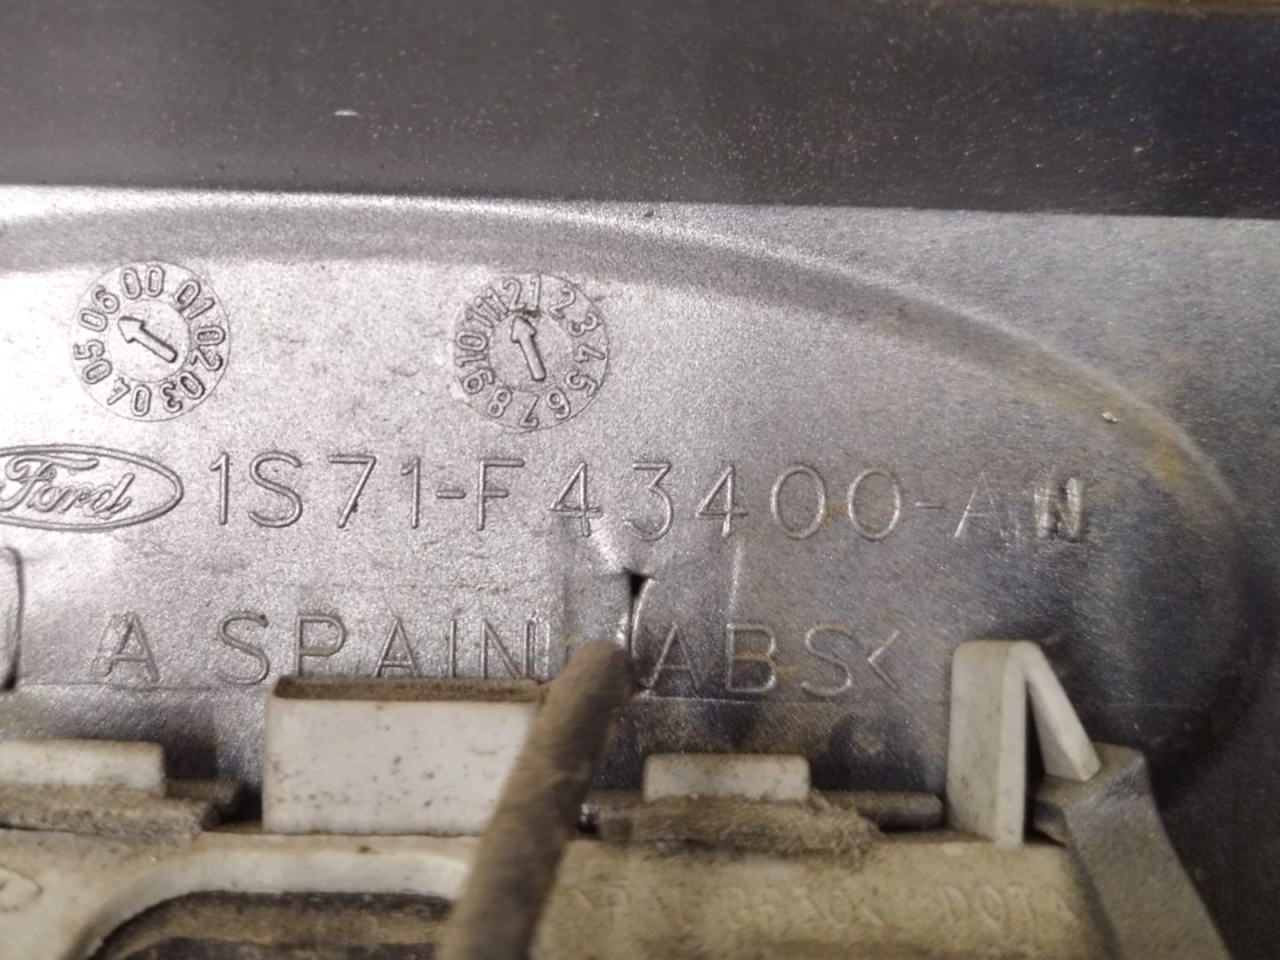 00 01 02 03 04 05 06
12 1 2 3 4 5 6 7 8 9 10 11
Ford 1S71-F43400-AW
A SPAIN ABS<